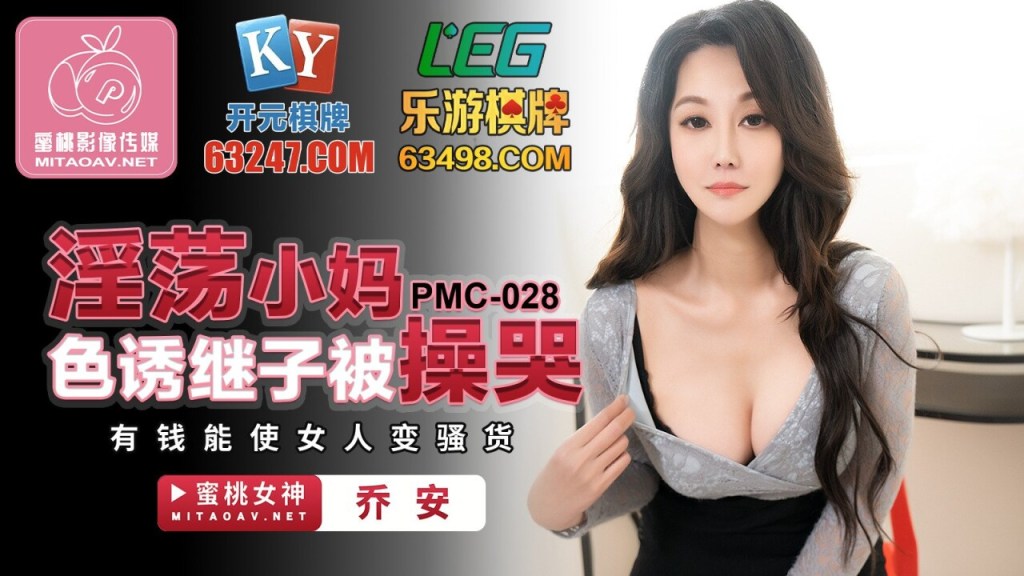 P
蜜桃影像传媒
MITAOAV.NET
KY
开元棋牌
63247.COM
LEG
乐游棋牌
63498.COM
淫荡小妈
PMC-028
色诱继子被操哭
有钱能使女人变骚货
蜜桃女神
MITAOAV.NET
乔安